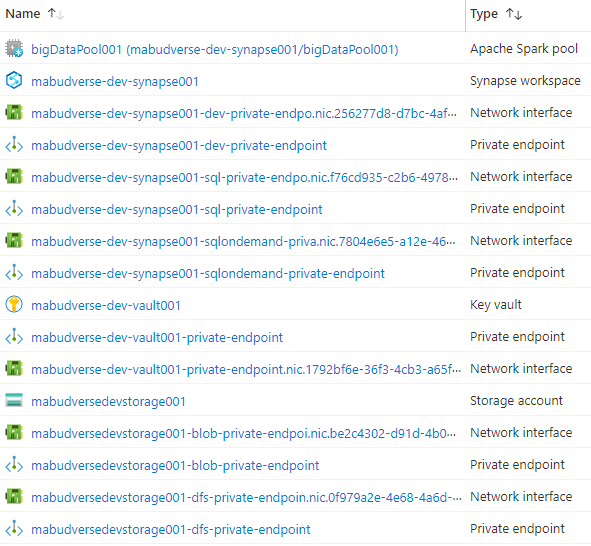 Name ↑↓ Type ↑↓
bigDataPool001 (mabudverse-dev-synapse001/bigDataPool001) Apache Spark pool
mabudverse-dev-synapse001 Synapse workspace
mabudverse-dev-synapse001-dev-private-endpo.nic.256277d8-d7bc-4af··· Network interface
mabudverse-dev-synapse001-dev-private-endpoint Private endpoint
mabudverse-dev-synapse001-sql-private-endpo.nic.f76cd935-c2b6-4978··· Network interface
mabudverse-dev-synapse001-sql-private-endpoint Private endpoint
mabudverse-dev-synapse001-sqlondemand-priva.nic.7804e6e5-a12e-46··· Network interface
mabudverse-dev-synapse001-sqlondemand-private-endpoint Private endpoint
mabudverse-dev-vault001 Key vault
mabudverse-dev-vault001-private-endpoint Private endpoint
mabudverse-dev-vault001-private-endpoint.nic.1792bf6e-36f3-4cb3-a65f··· Network interface
mabudversedevstorage001 Storage account
mabudversedevstorage001-blob-private-endpoi.nic.be2c4302-d91d-4b0··· Network interface
mabudversedevstorage001-blob-private-endpoint Private endpoint
mabudversedevstorage001-dfs-private-endpoin.nic.0f979a2e-4e68-4a6d-··· Network interface
mabudversedevstorage001-dfs-private-endpoint Private endpoint